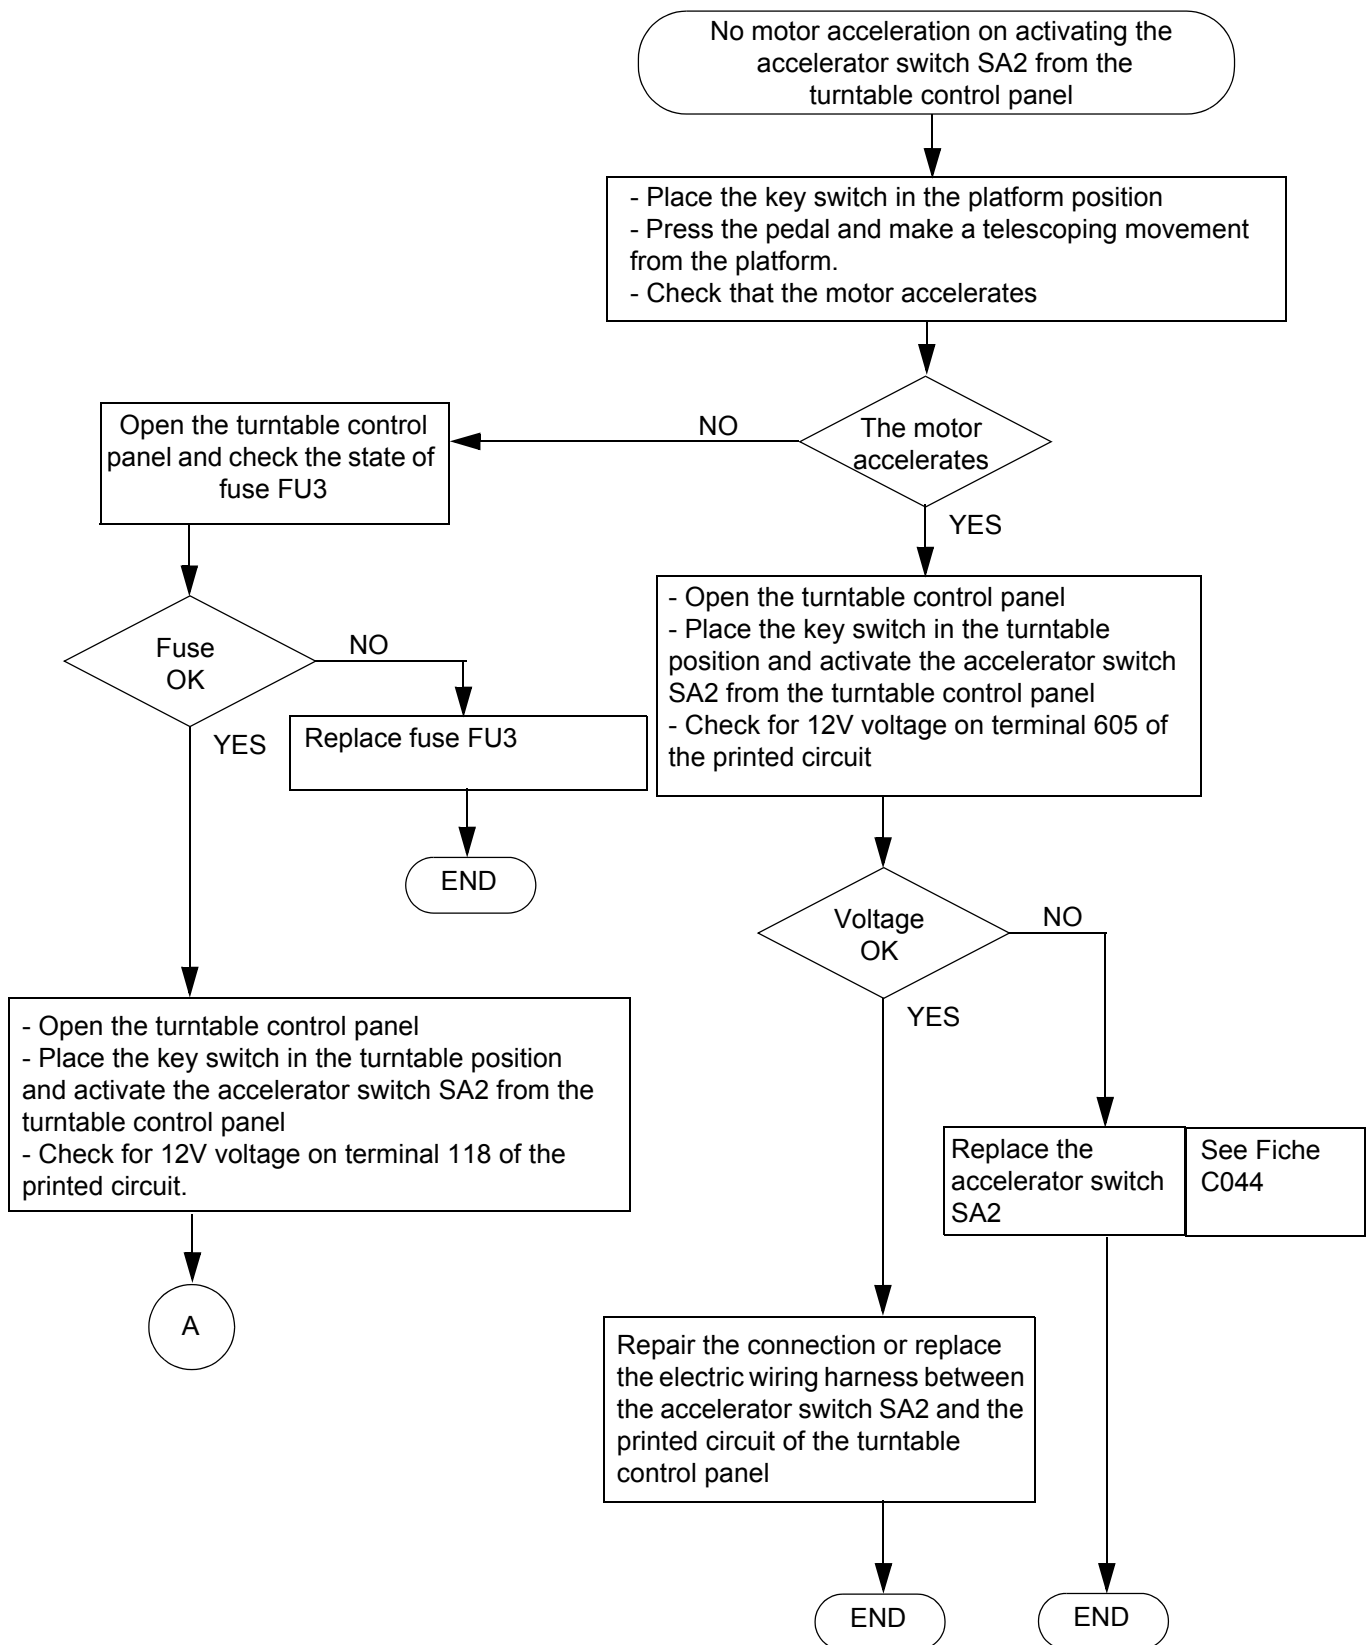 No motor acceleration on activating the
accelerator switch SA2 from the
turntable control panel
- Place the key switch in the platform position
- Press the pedal and make a telescoping movement
from the platform.
- Check that the motor accelerates
The motor
accelerates
NO
YES
Open the turntable control
panel and check the state of
fuse FU3
Fuse
OK
NO
YES
Replace fuse FU3
END
- Open the turntable control panel
- Place the key switch in the turntable
position and activate the accelerator switch
SA2 from the turntable control panel
- Check for 12V voltage on terminal 605 of
the printed circuit
Voltage
OK
NO
YES
- Open the turntable control panel
- Place the key switch in the turntable position
and activate the accelerator switch SA2 from the
turntable control panel
- Check for 12V voltage on terminal 118 of the
printed circuit.
A
Replace the
accelerator switch
SA2
See Fiche
C044
Repair the connection or replace
the electric wiring harness between
the accelerator switch SA2 and the
printed circuit of the turntable
control panel
END
END